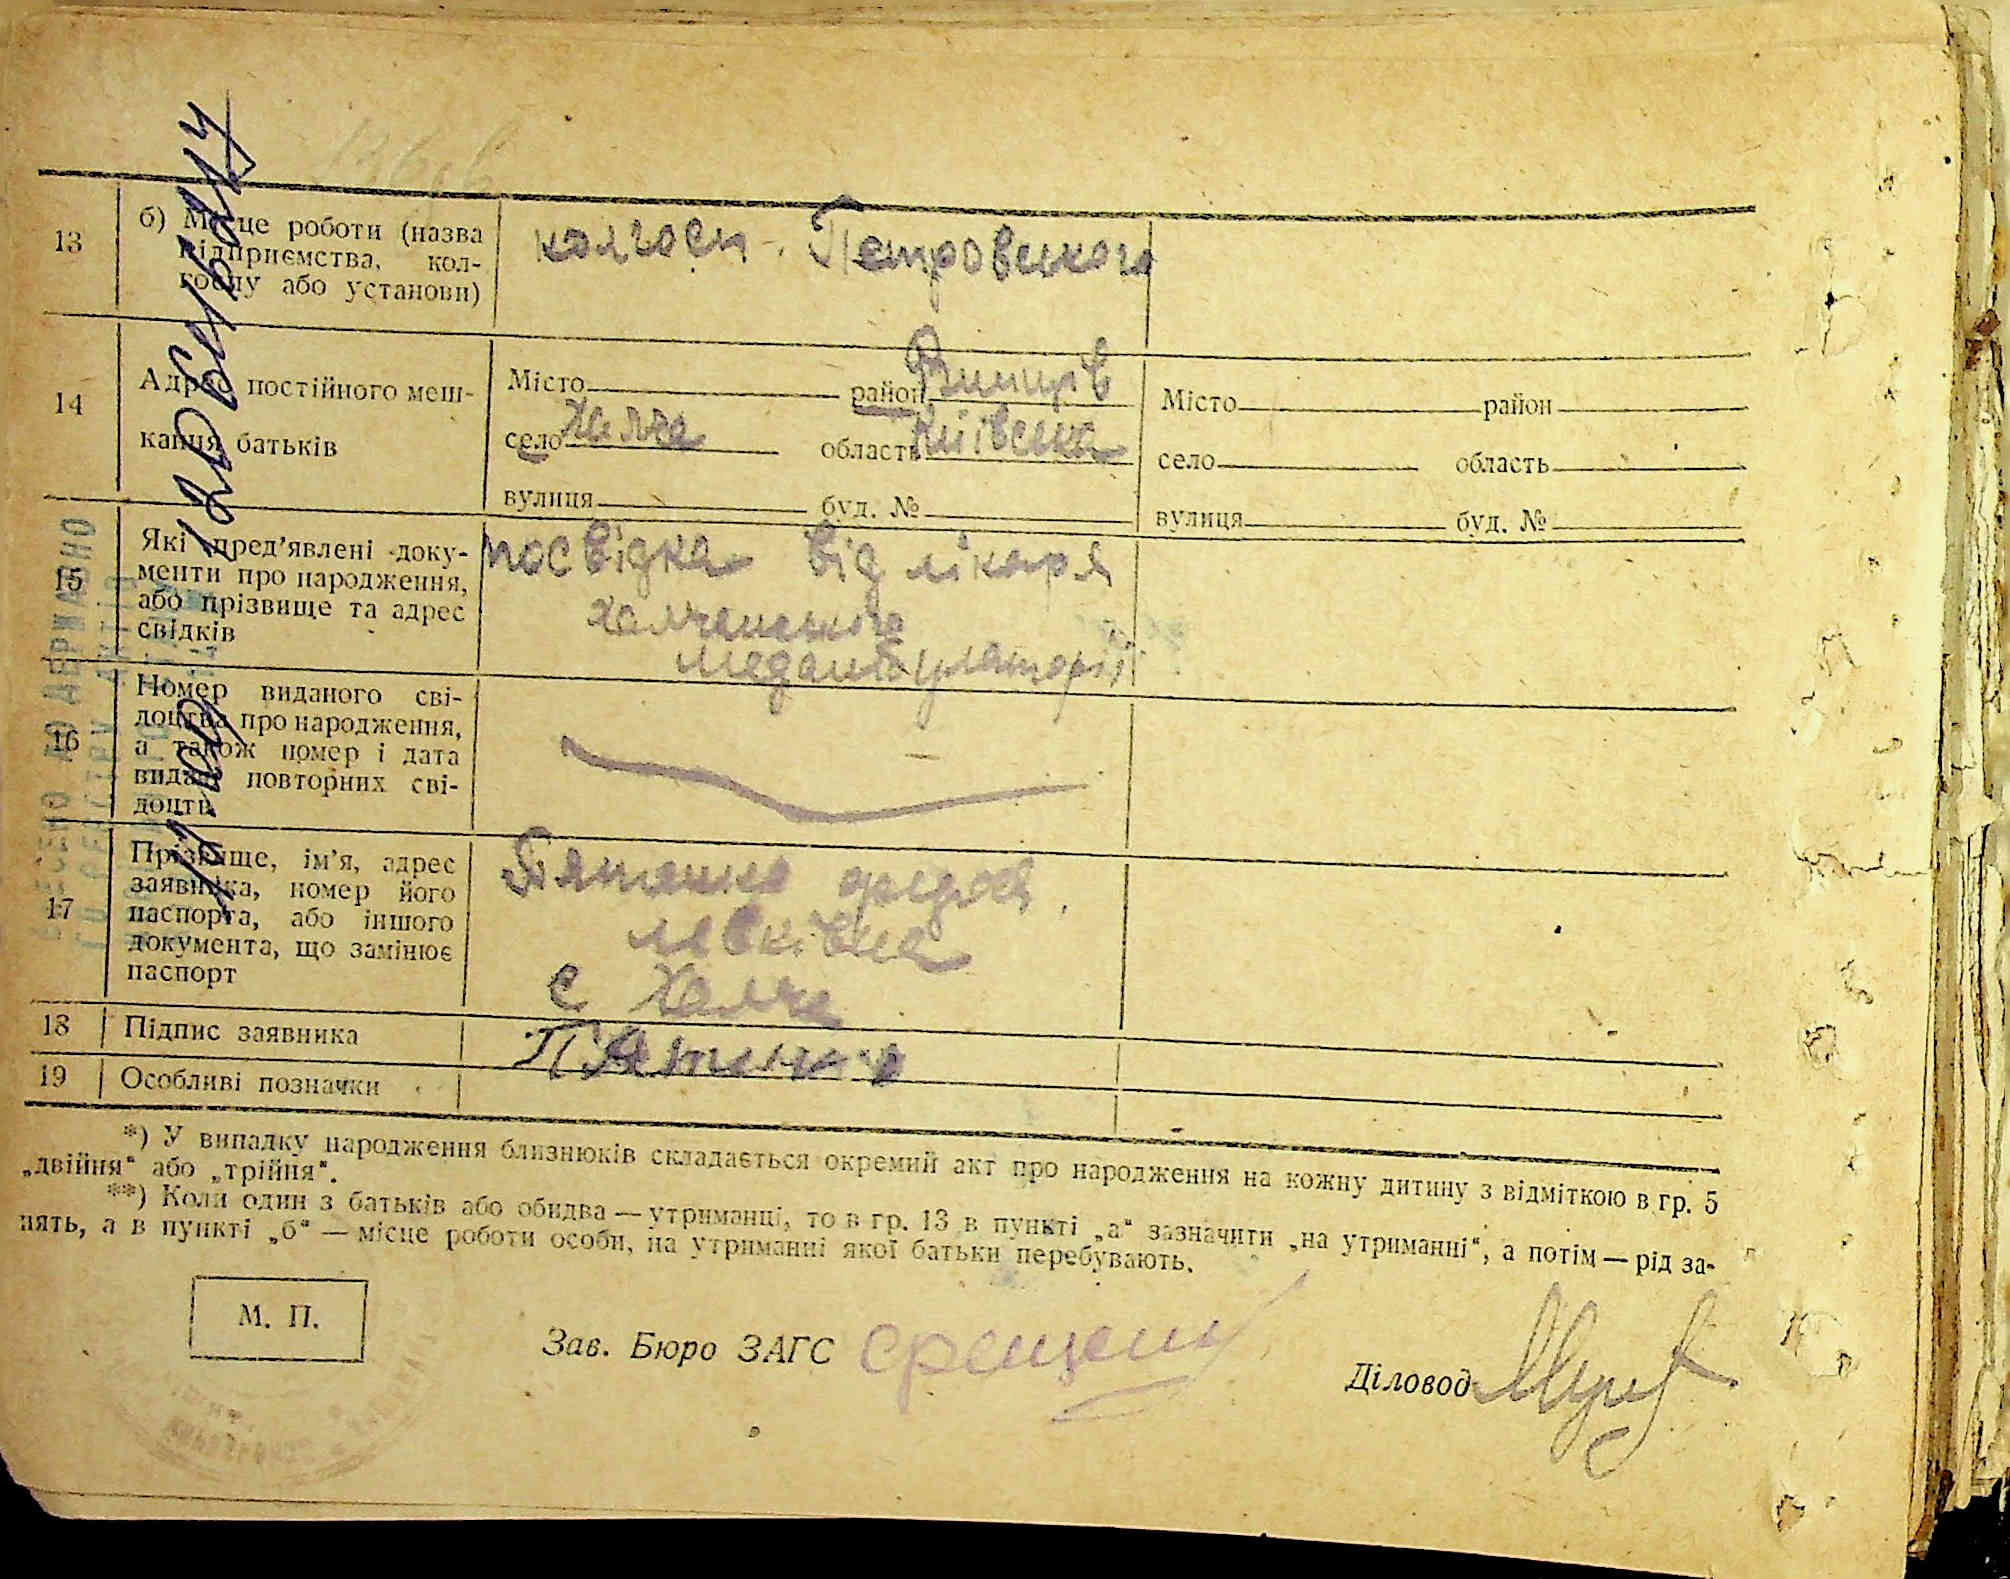 13
б) Місце роботи (назва
підприємства, кол-
госпу або установи)
колгосп. Петровського
14
Адрес постійного меш-
кання батьків
Місто район Ржищів
село Халча область Київська
вулиця буд. №
Місто район
село область
вулиця буд. №
15
Які пред’явлені доку-
менти про народження,
або прізвище та адрес
свідків
посвідка від лікаря
Халчанського
медамбулаторії
16
Номер виданого сві-
доцтва про народження,
а також номер і дата
видачі повторних сві-
доцтв
17
Прізвище, ім’я, адрес
заявника, номер його
паспорта, або іншого
документа, що замінює
паспорт
левківна
с Халча
18
Підпис заявника
19
Особливі позначки
*) У випадку народження близнюків складається окремий акт про народження на кожну дитину з відміткою в гр. 5
„двійня“ або „трійня“.
**) Коли один з батьків або обидва — утриманці, то в гр. 13 в пункті „а“ зазначити „на утриманні“, а потім — рід за-
нять, а в пункті „б“ — місце роботи особи, на утриманні якої батьки перебувають.
М. П.
Зав. Бюро ЗАГС
Діловод